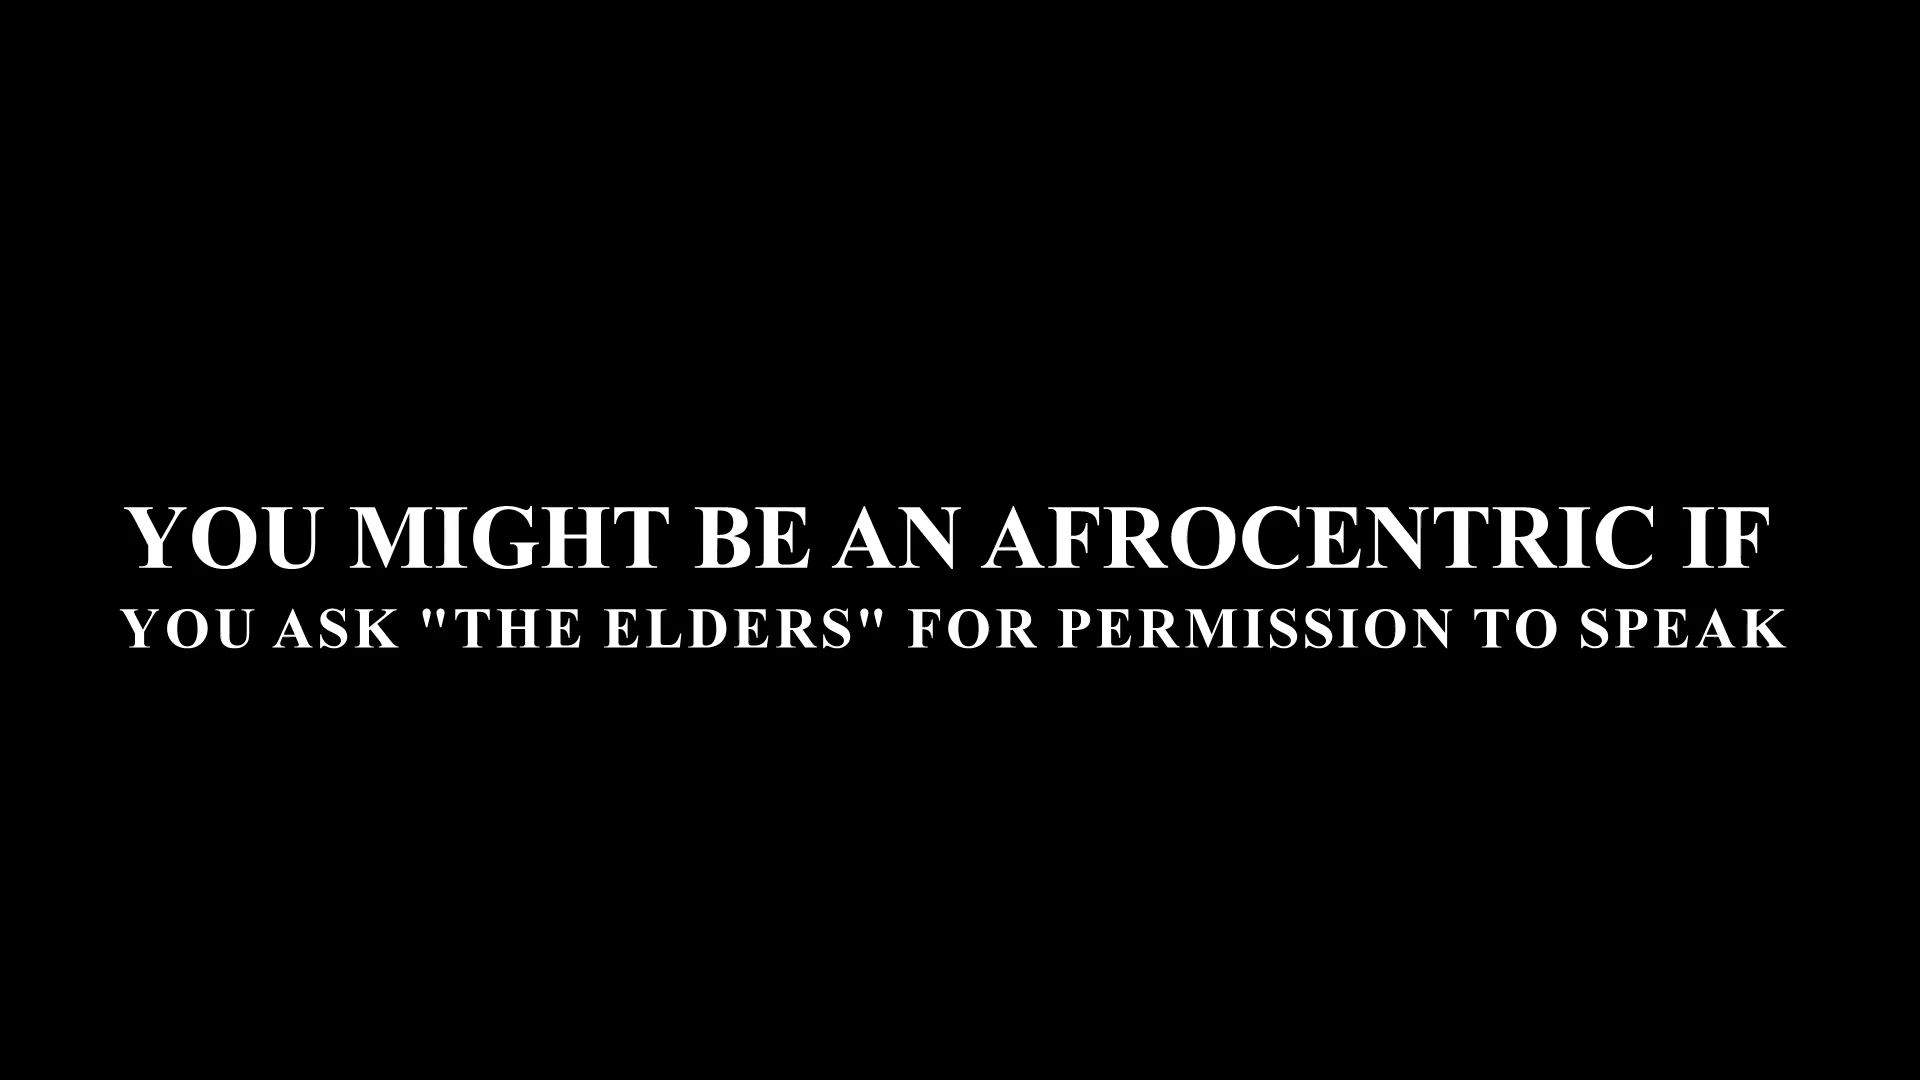 YOU MIGHT BE AN AFROCENTRIC IF
YOU ASK "THE ELDERS" FOR PERMISSION TO SPEAK